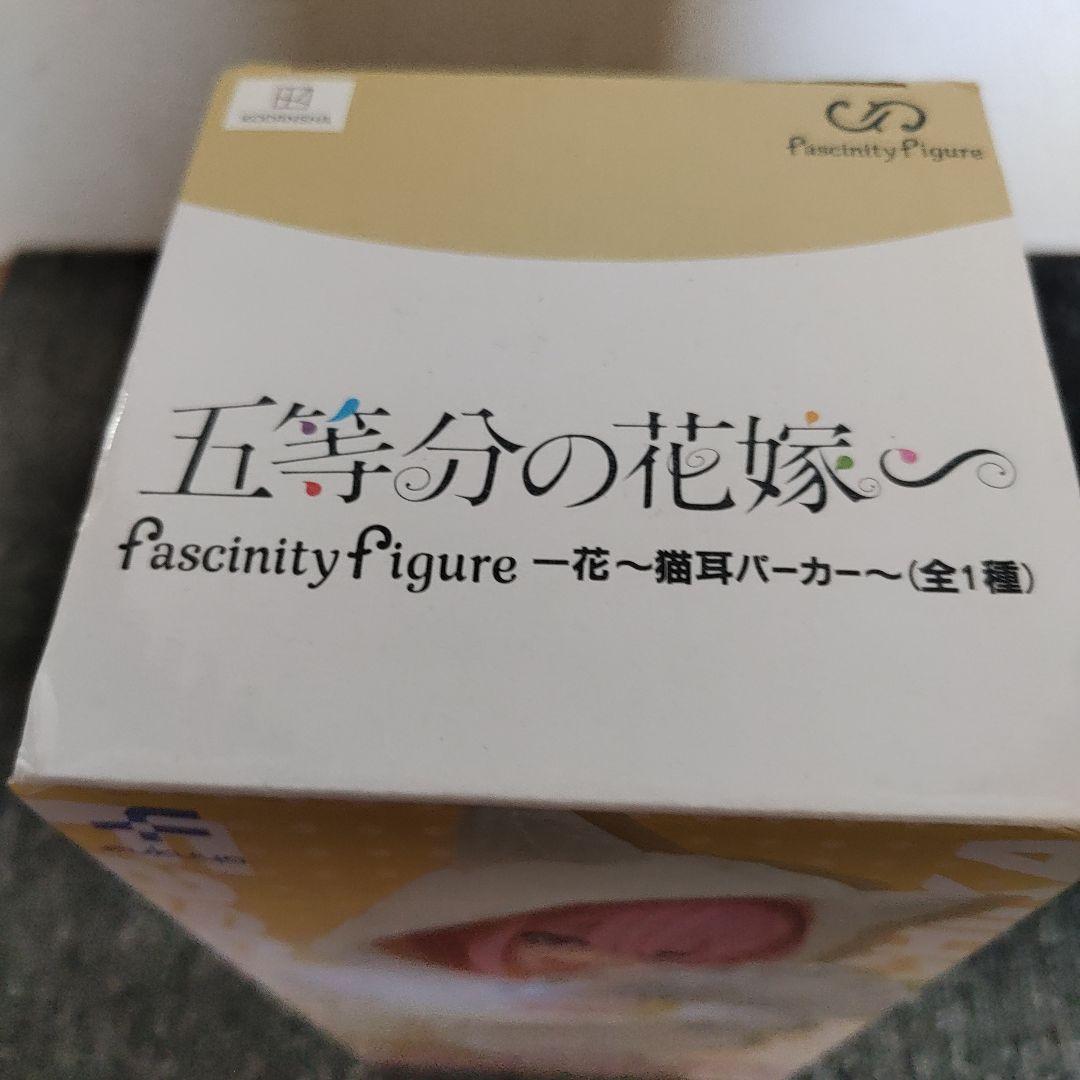 KODANSHA
fascinity figure
五等分の花嫁∽
fascinity figure 一花～猫耳パーカー～(全1種)